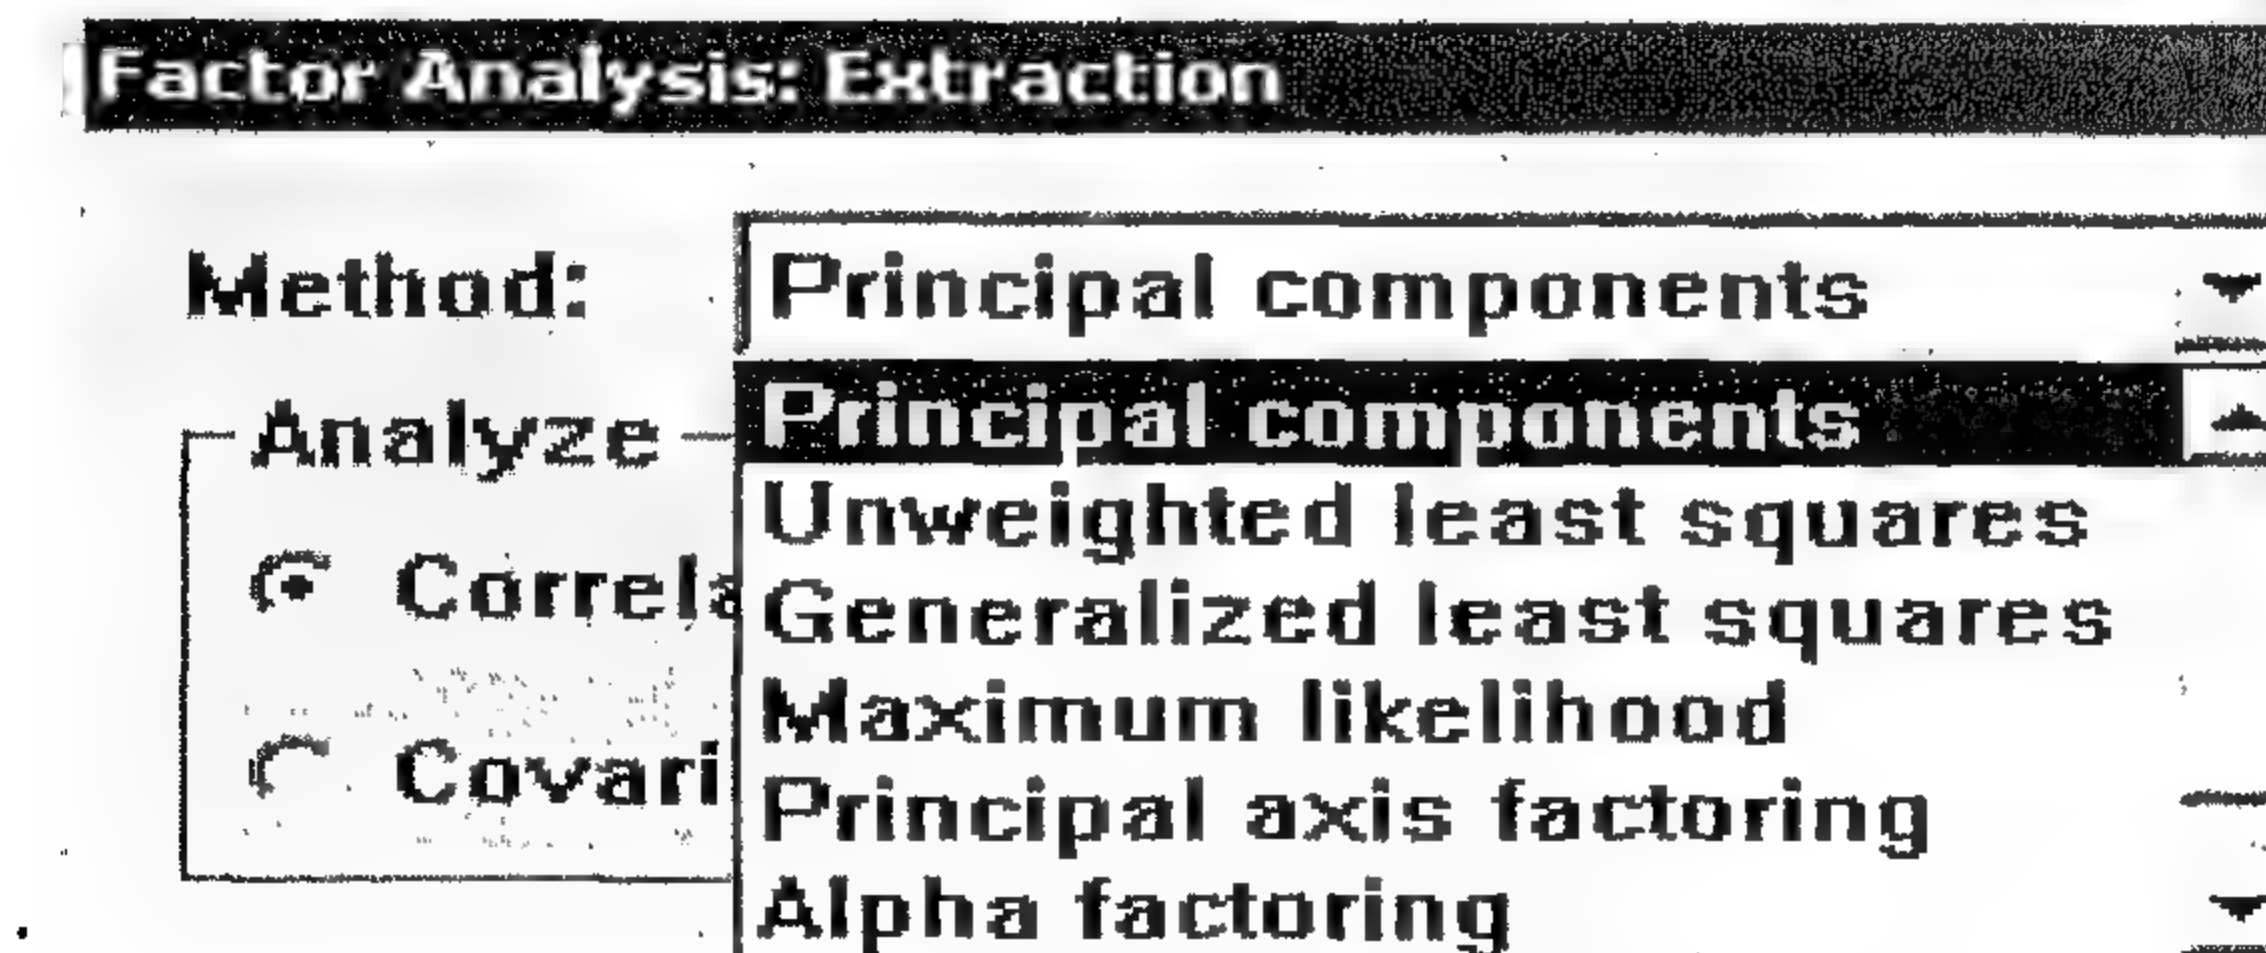 Factor Analysis: Extraction
Method: Principal components
Analyze
Correla
Covari
Principal components
Unweighted least squares
Generalized least squares
Maximum likelihood
Principal axis factoring
Alpha factoring